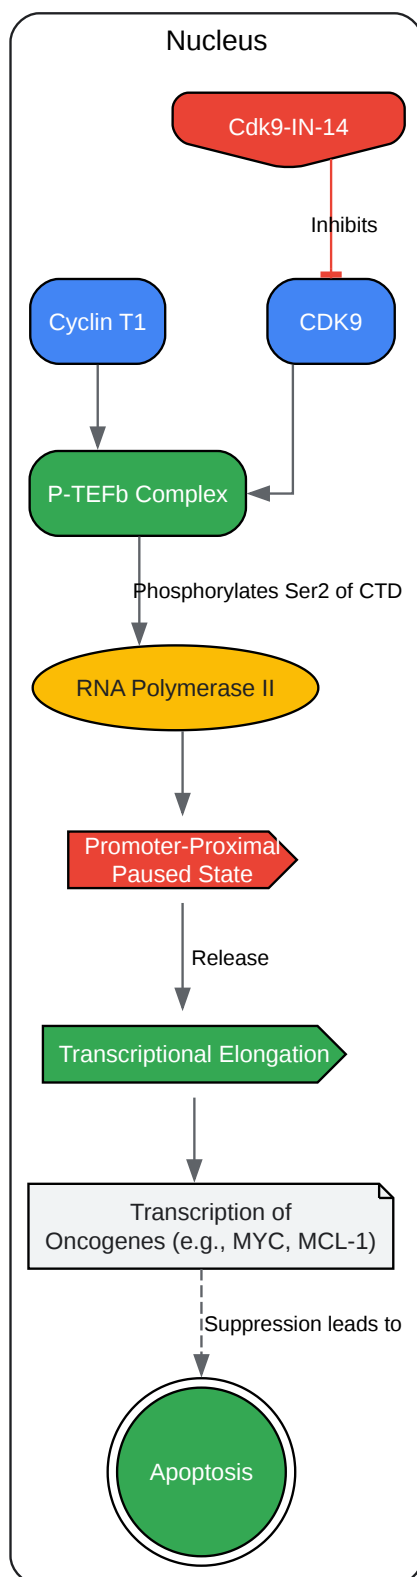 Nucleus
Cdk9-IN-14
Inhibits
Cyclin T1
CDK9
P-TEFb Complex
Phosphorylates Ser2 of CTD
RNA Polymerase II
Promoter-Proximal
Paused State
Release
Transcriptional Elongation
Transcription of
Oncogenes (e.g., MYC, MCL-1)
Suppression leads to
Apoptosis